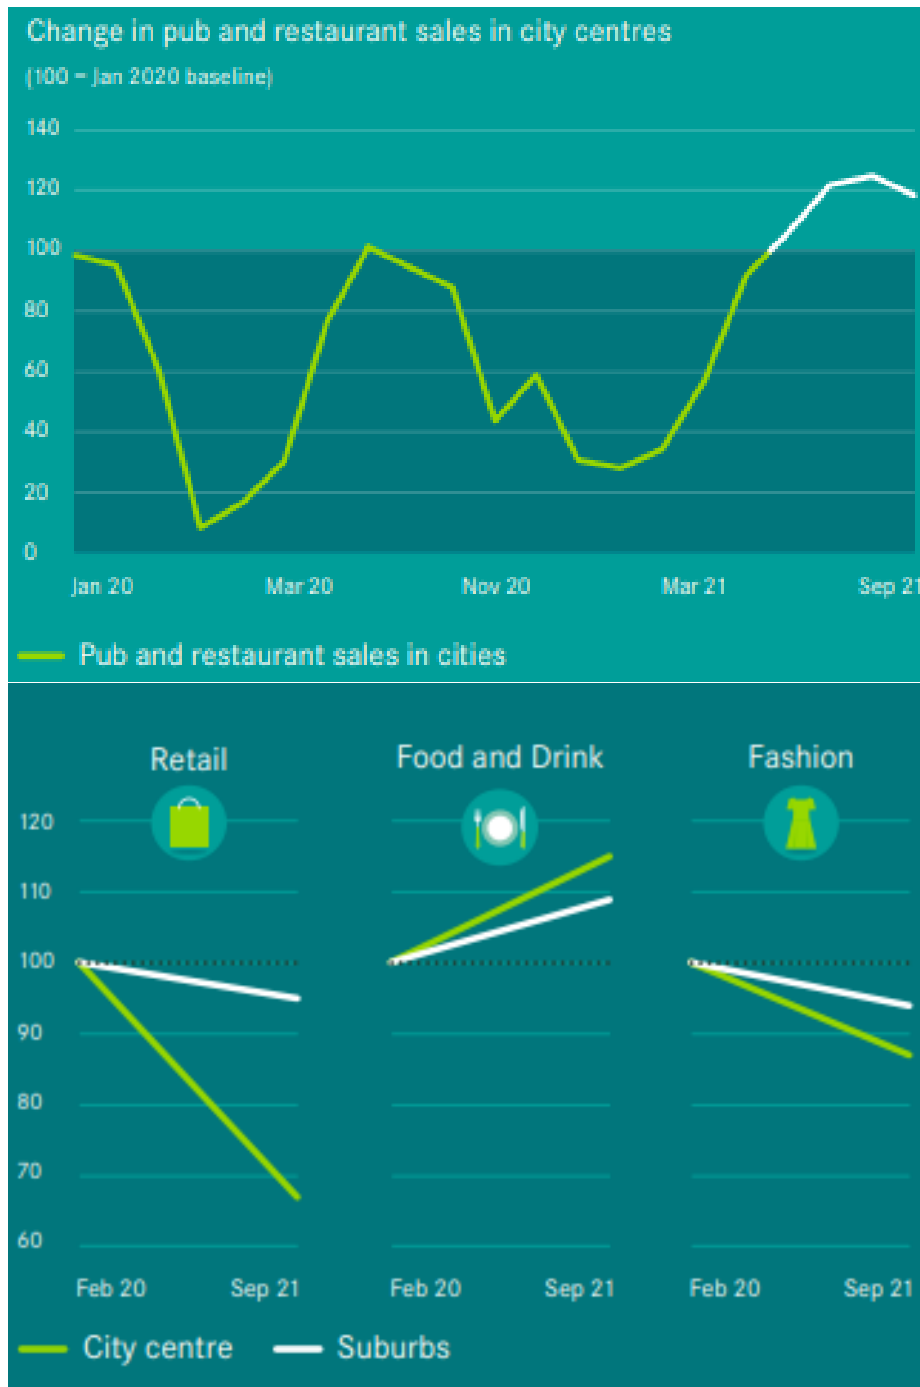 Change in pub and restaurant sales in city centres
(100 = Jan 2020 baseline)
140
120
100
80
60
40
20
0
Jan 20 Mar 20 Nov 20 Mar 21 Sep 21
Pub and restaurant sales in cities
Retail Food and Drink Fashion
120
110
100
90
80
70
60
Feb 20 Sep 21 Feb 20 Sep 21 Feb 20 Sep 21
City centre Suburbs